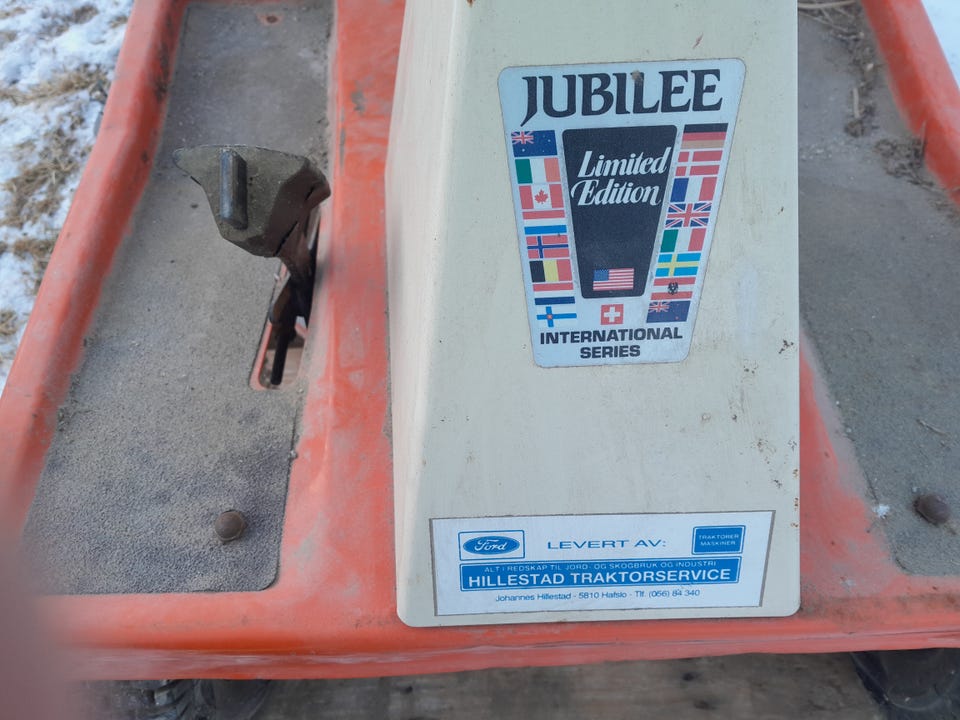 JUBILEE
Limited
Edition
INTERNATIONAL
SERIES
Ford
LEVERT AV:
TRAKTORER
MASKINER
ALT I REDSKAP TIL JORD- OG SKOGBRUK OG INDUSTRI
HILLESTAD TRAKTORSERVICE
Johannes Hillestad - 5810 Hafslo - Tlf. (056) 84 340